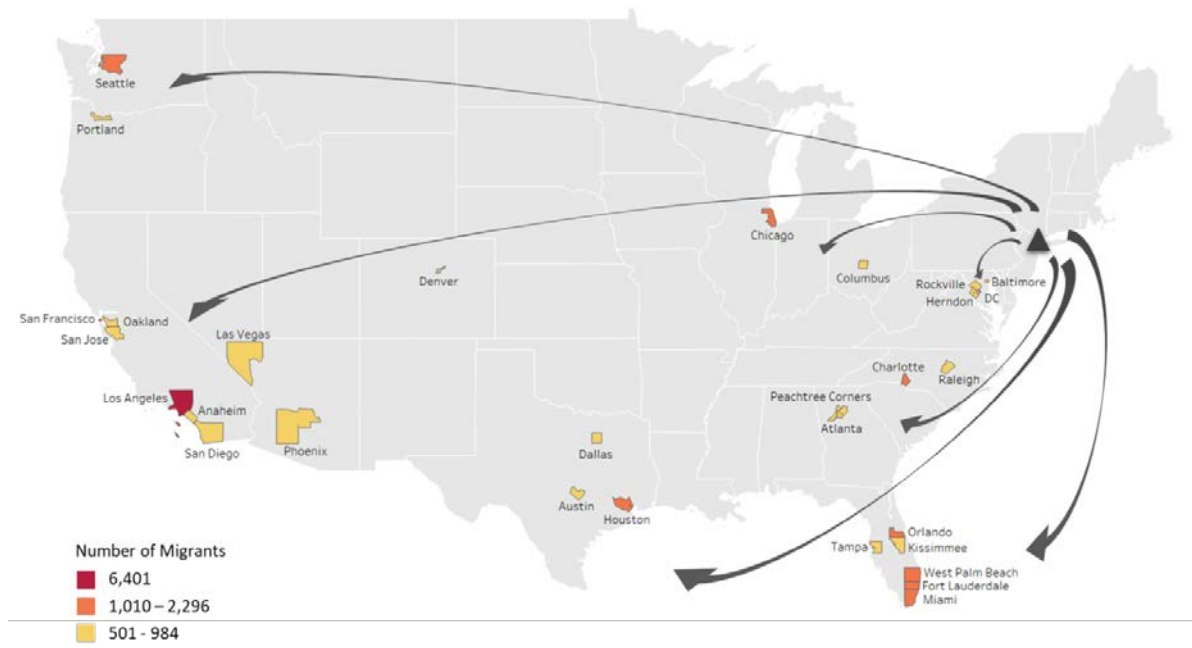 Seattle
Portland
Chicago
Columbus
Denver
Rockville
Baltimore
Herndon
DC
San Francisco
Oakland
San Jose
Las Vegas
Charlotte
Raleigh
Los Angeles
Anaheim
Peachtree Corners
Atlanta
San Diego
Phoenix
Dallas
Austin
Houston
Orlando
Tampa
Kissimmee
West Palm Beach
Fort Lauderdale
Miami
Number of Migrants
6,401
1,010 – 2,296
501 - 984